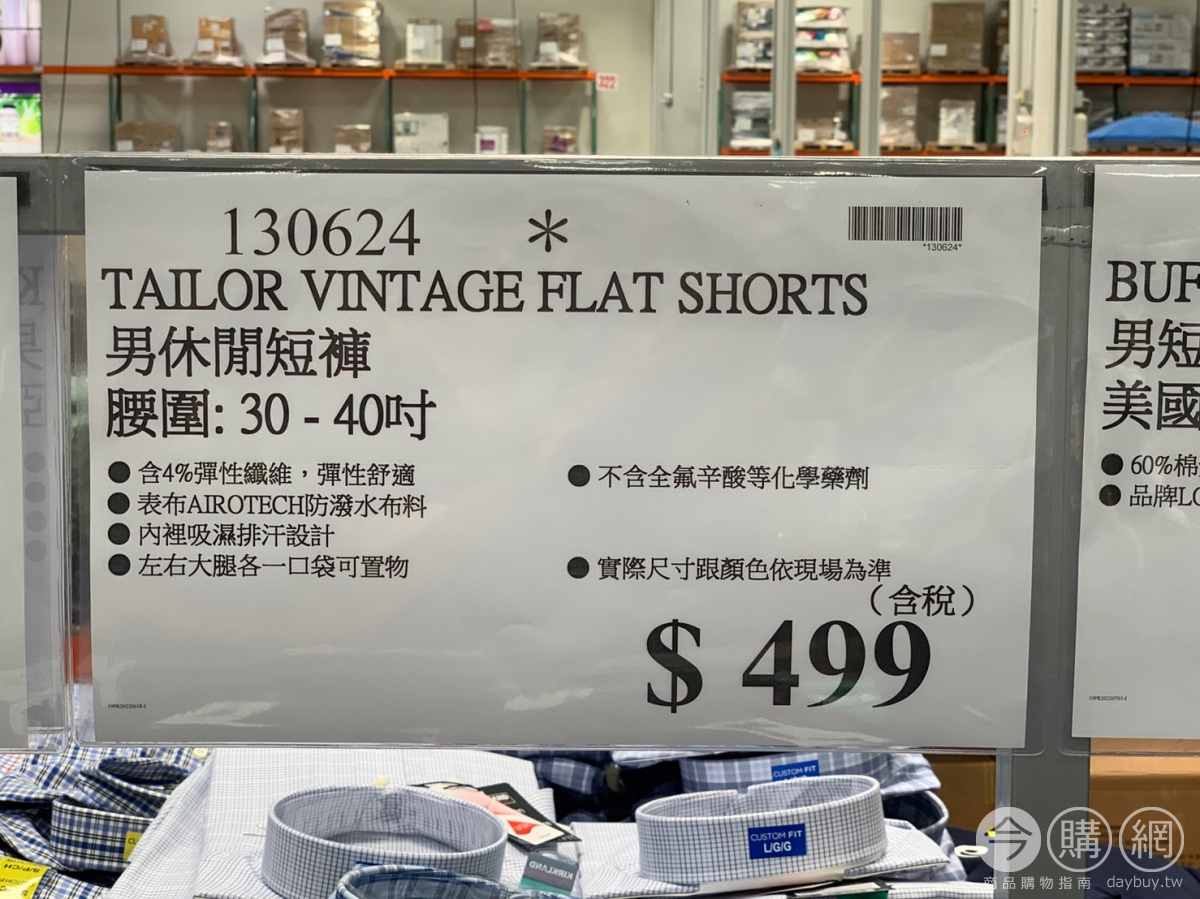 322
130624 *
*130624*
TAILOR VINTAGE FLAT SHORTS
男休閒短褲
腰圍: 30 - 40吋
● 含4%彈性纖維，彈性舒適
● 表布AIROTECH防潑水布料
● 內裡吸濕排汗設計
● 左右大腿各一口袋可置物
● 不含全氟辛酸等化學藥劑
● 實際尺寸跟顏色依現場為準
（含稅）
$ 499
BUF
男短
美國
● 60%棉
● 品牌LO
CUSTOM FIT
CUSTOM FIT
L/G/G
KIRKLAND
S/P/CH
今購網
商品購物指南 daybuy.tw